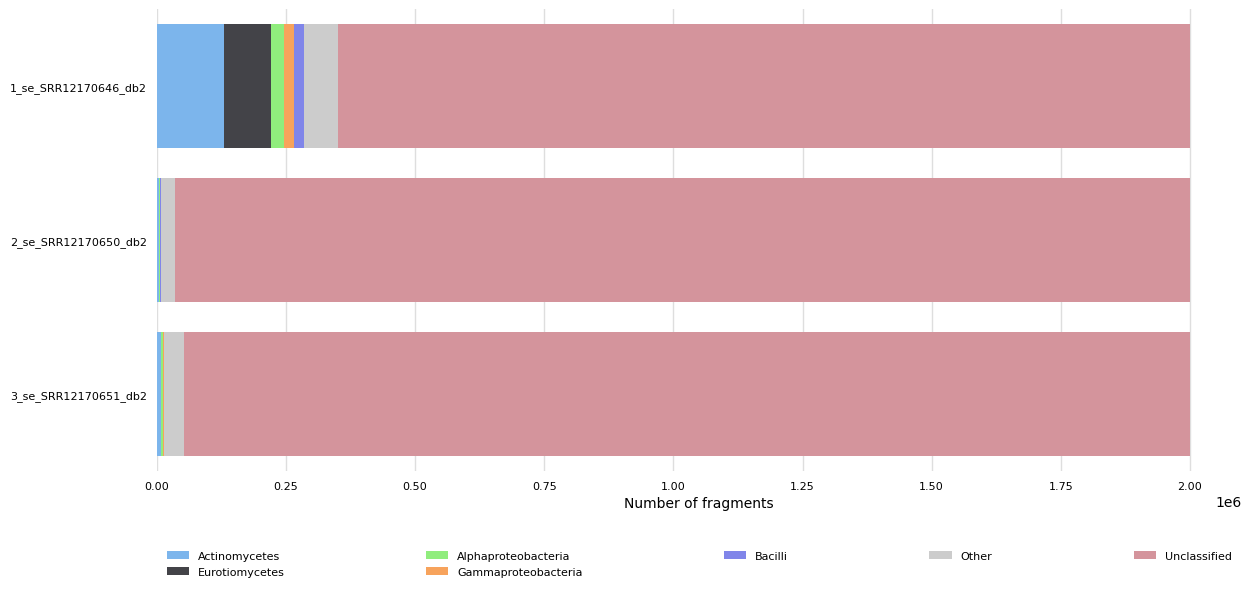 1_se_SRR12170646_db2
2_se_SRR12170650_db2
3_se_SRR12170651_db2
0.00 0.25 0.50 0.75 1.00 1.25 1.50 1.75 2.00
Number of fragments
1e6
Actinomycetes Alphaproteobacteria Bacilli Other Unclassified
Eurotiomycetes Gammaproteobacteria